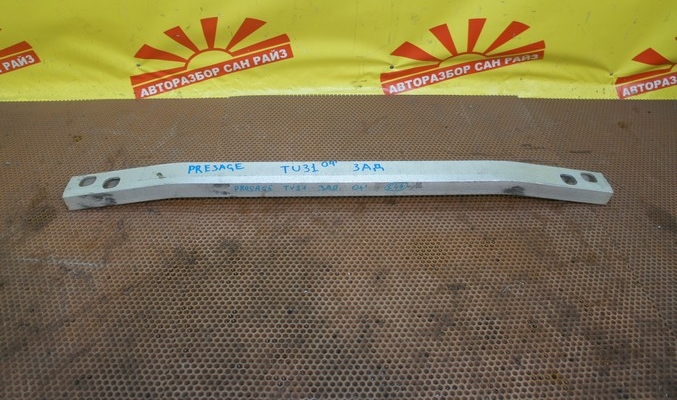 АВТОРАЗБОР САН РАЙЗ
АВТОРАЗБОР САН РАЙЗ
PRESAGE TU31 04' ЗАД
PRESAGE TU31 ЗАД 04'